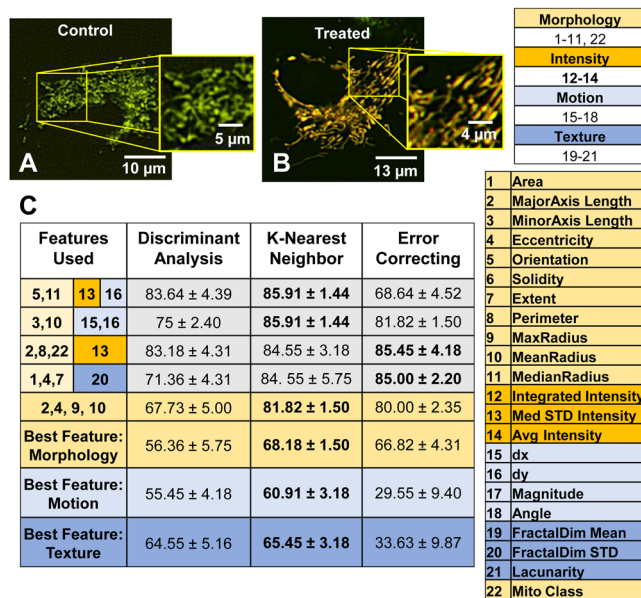 Control
Treated
5 µm
4 µm
A
10 µm
B
13 µm
Morphology
1-11, 22
Intensity
12-14
Motion
15-18
Texture
19-21
C
Features Used Discriminant Analysis K-Nearest Neighbor Error Correcting
5,11 13 16 83.64 ± 4.39 85.91 ± 1.44 68.64 ± 4.52
3,10 15,16 75 ± 2.40 85.91 ± 1.44 81.82 ± 1.50
2,8,22 13 83.18 ± 4.31 84.55 ± 3.18 85.45 ± 4.18
1,4,7 20 71.36 ± 4.31 84. 55 ± 5.75 85.00 ± 2.20
2,4, 9, 10 67.73 ± 5.00 81.82 ± 1.50 80.00 ± 2.35
Best Feature: Morphology 56.36 ± 5.75 68.18 ± 1.50 66.82 ± 4.31
Best Feature: Motion 55.45 ± 4.18 60.91 ± 3.18 29.55 ± 9.40
Best Feature: Texture 64.55 ± 5.16 65.45 ± 3.18 33.63 ± 9.87
1 Area
2 MajorAxis Length
3 MinorAxis Length
4 Eccentricity
5 Orientation
6 Solidity
7 Extent
8 Perimeter
9 MaxRadius
10 MeanRadius
11 MedianRadius
12 Integrated Intensity
13 Med STD Intensity
14 Avg Intensity
15 dx
16 dy
17 Magnitude
18 Angle
19 FractalDim Mean
20 FractalDim STD
21 Lacunarity
22 Mito Class